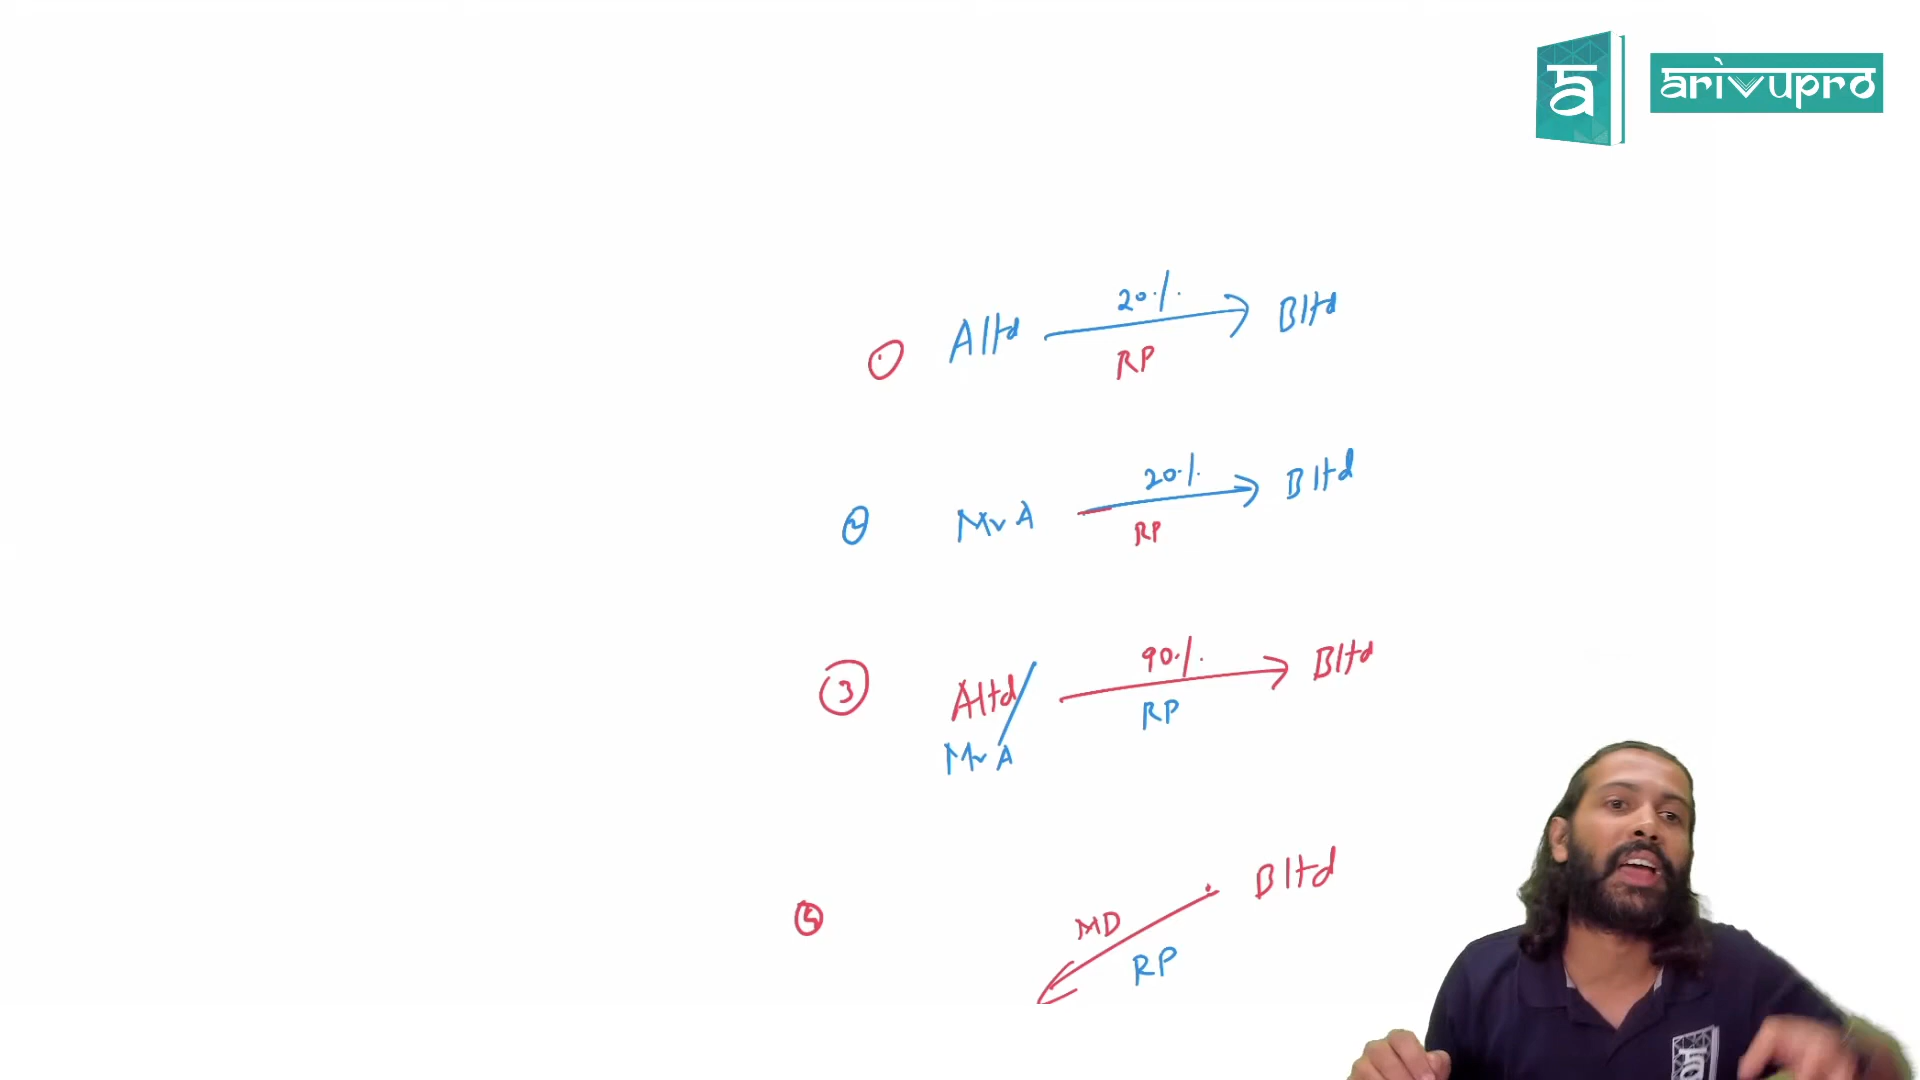 a arivupro
20%
① A ltd → B ltd
RP
20%
② Mr A → B ltd
RP
90%
③ A ltd / → B ltd
RP
Mr A
B ltd
MD
RP